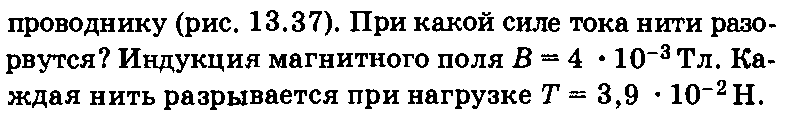 проводнику (рис. 13.37). При какой силе тока нити разо-
рвутся? Индукция магнитного поля B = 4 · 10⁻³ Тл. Ка-
ждая нить разрывается при нагрузке T = 3,9 · 10⁻² Н.